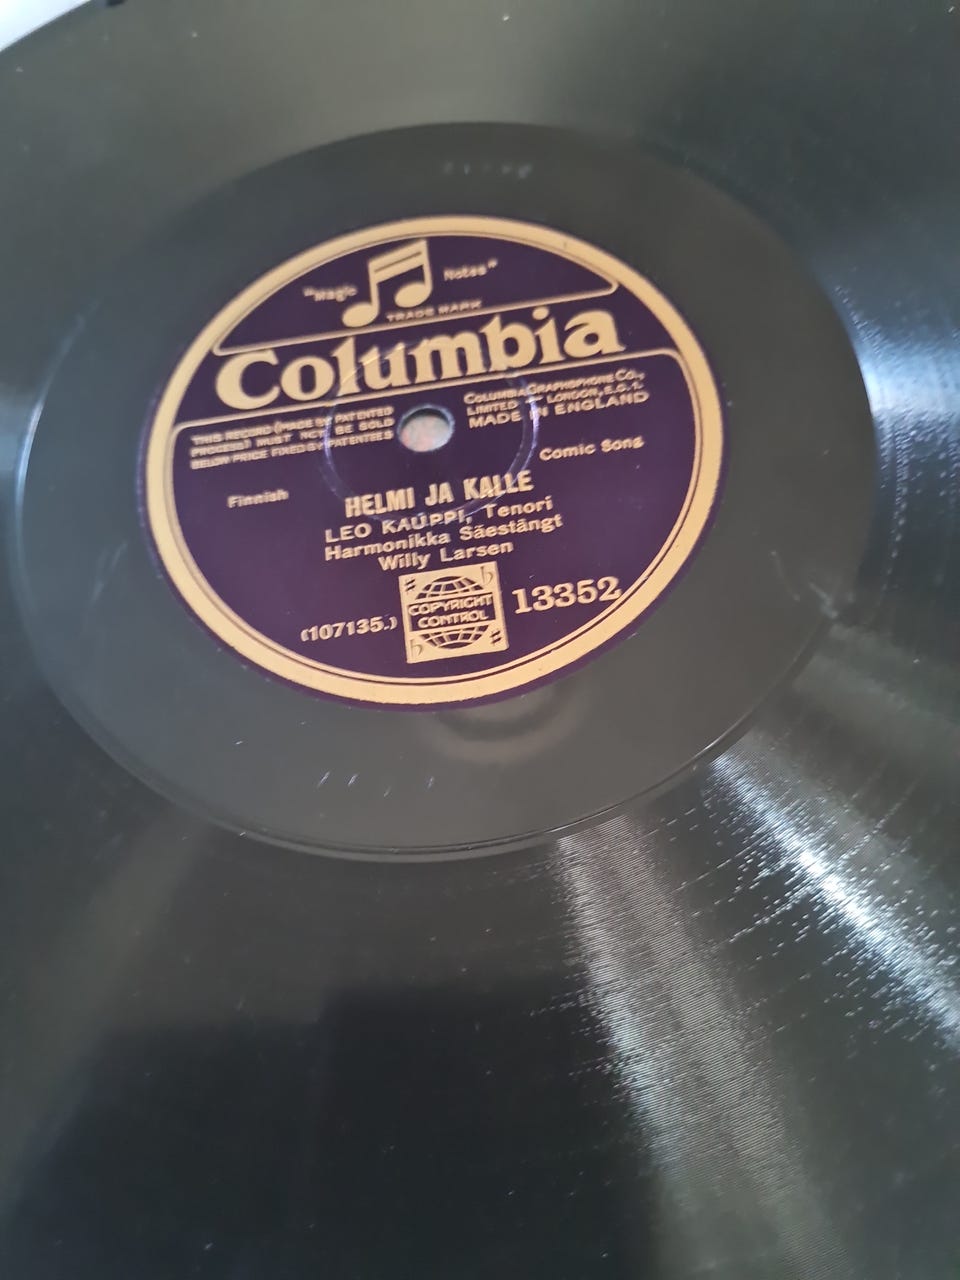 "Magic Notes"
TRADE MARK
Columbia
THIS RECORD (MADE BY PATENTED
PROCESS) MUST NOT BE SOLD
BELOW PRICE FIXED BY PATENTEES
COLUMBIA GRAPHOPHONE CO.,
LIMITED LONDON, E.C.1.
MADE IN ENGLAND
Comic Song
Finnish
HELMI JA KALLE
LEO KAUPPI, Tenori
Harmonikka Säestängt
Willy Larsen
COPYRIGHT
CONTROL
(107135.)
13352